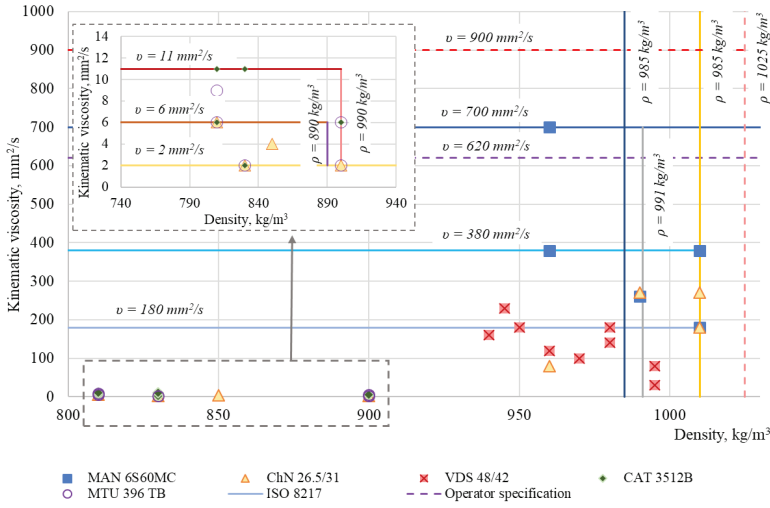 Kinematic viscosity, mm²/s
1000
900
800
700
600
500
400
300
200
100
0
800
850
900
950
1000
Density, kg/m³
υ = 900 mm²/s
υ = 700 mm²/s
υ = 620 mm²/s
υ = 380 mm²/s
υ = 180 mm²/s
ρ = 985 kg/m³
ρ = 991 kg/m³
ρ = 985 kg/m³
ρ = 1025 kg/m³
Kinematic viscosity, mm²/s
14
12
10
8
6
4
2
0
740
790
840
890
940
Density, kg/m³
υ = 11 mm²/s
υ = 6 mm²/s
υ = 2 mm²/s
ρ = 890 kg/m³
ρ = 990 kg/m³
MAN 6S60MC
ChN 26.5/31
VDS 48/42
CAT 3512B
MTU 396 TB
ISO 8217
Operator specification